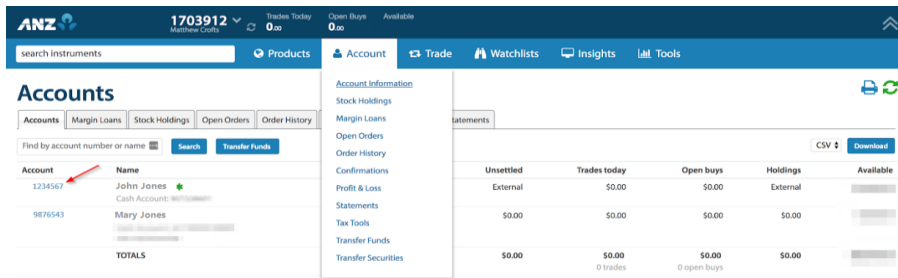 ANZ
1703912
Matthew Crofts
Trades Today
0.00
Open Buys
0.00
Available
search instruments
Products
Account
Trade
Watchlists
Insights
Tools
Accounts
Account Information
Stock Holdings
Margin Loans
Open Orders
Order History
Confirmations
Profit & Loss
Statements
Tax Tools
Transfer Funds
Transfer Securities
Accounts Margin Loans Stock Holdings Open Orders Order History tatements
Find by account number or name Search Transfer Funds CSV Download
Account Name Unsettled Trades today Open buys Holdings Available
1234567 John Jones External $0.00 $0.00 External
Cash Account:
9876543 Mary Jones $0.00 $0.00 $0.00 $0.00
TOTALS $0.00 $0.00 $0.00 $0.00
0 trades 0 open buys